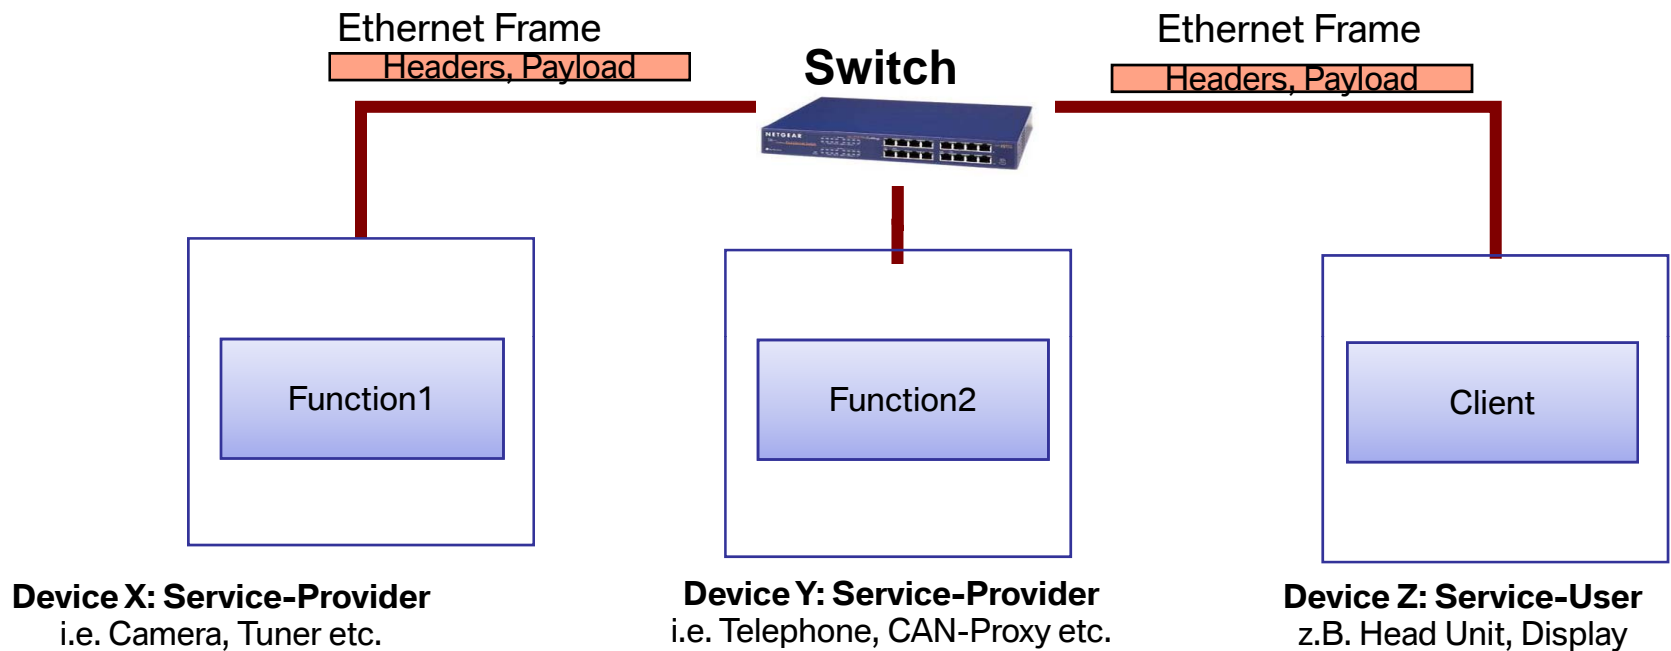 Ethernet Frame
Headers, Payload
Switch
Ethernet Frame
Headers, Payload
NETGEAR
Function1
Function2
Client
Device X: Service-Provider
i.e. Camera, Tuner etc.
Device Y: Service-Provider
i.e. Telephone, CAN-Proxy etc.
Device Z: Service-User
z.B. Head Unit, Display